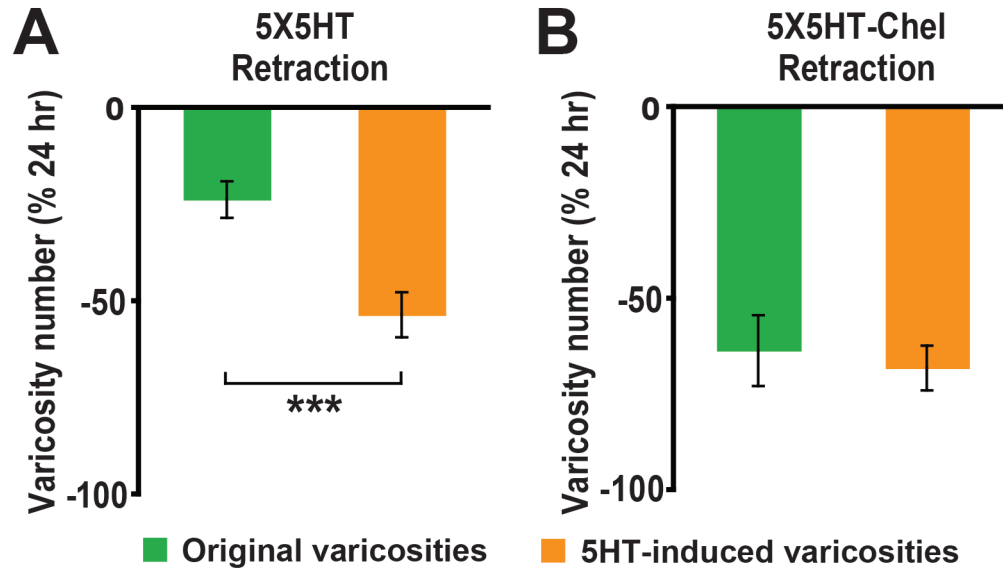 A
5X5HT
Retraction
Varicosity number (% 24 hr)
0
-50
-100
***
B
5X5HT-Chel
Retraction
Varicosity number (% 24 hr)
0
-50
-100
Original varicosities
5HT-induced varicosities